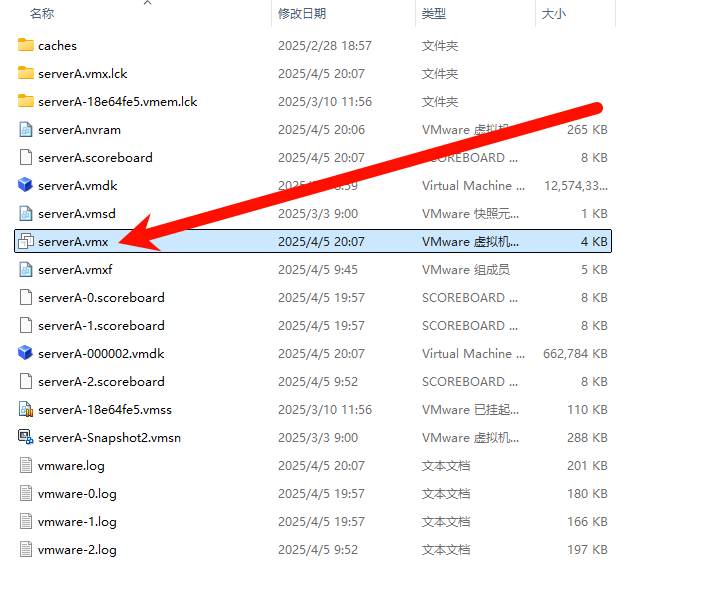 名称 修改日期 类型 大小
caches 2025/2/28 18:57 文件夹
serverA.vmx.lck 2025/4/5 20:07 文件夹
serverA-18e64fe5.vmem.lck 2025/3/10 11:56 文件夹
serverA.nvram 2025/4/5 20:06 VMware 虚拟机... 265 KB
serverA.scoreboard 2025/4/5 20:07 SCOREBOARD ... 8 KB
serverA.vmdk Virtual Machine ... 12,574,33...
serverA.vmsd 2025/3/3 9:00 VMware 快照元... 1 KB
serverA.vmx 2025/4/5 20:07 VMware 虚拟机... 4 KB
serverA.vmxf 2025/4/5 9:45 VMware 组成员 5 KB
serverA-0.scoreboard 2025/4/5 19:57 SCOREBOARD ... 8 KB
serverA-1.scoreboard 2025/4/5 19:57 SCOREBOARD ... 8 KB
serverA-000002.vmdk 2025/4/5 20:07 Virtual Machine ... 662,784 KB
serverA-2.scoreboard 2025/4/5 9:52 SCOREBOARD ... 8 KB
serverA-18e64fe5.vmss 2025/3/10 11:56 VMware 已挂起... 110 KB
serverA-Snapshot2.vmsn 2025/3/3 9:00 VMware 虚拟机... 288 KB
vmware.log 2025/4/5 20:07 文本文档 201 KB
vmware-0.log 2025/4/5 19:57 文本文档 180 KB
vmware-1.log 2025/4/5 19:57 文本文档 166 KB
vmware-2.log 2025/4/5 9:52 文本文档 197 KB